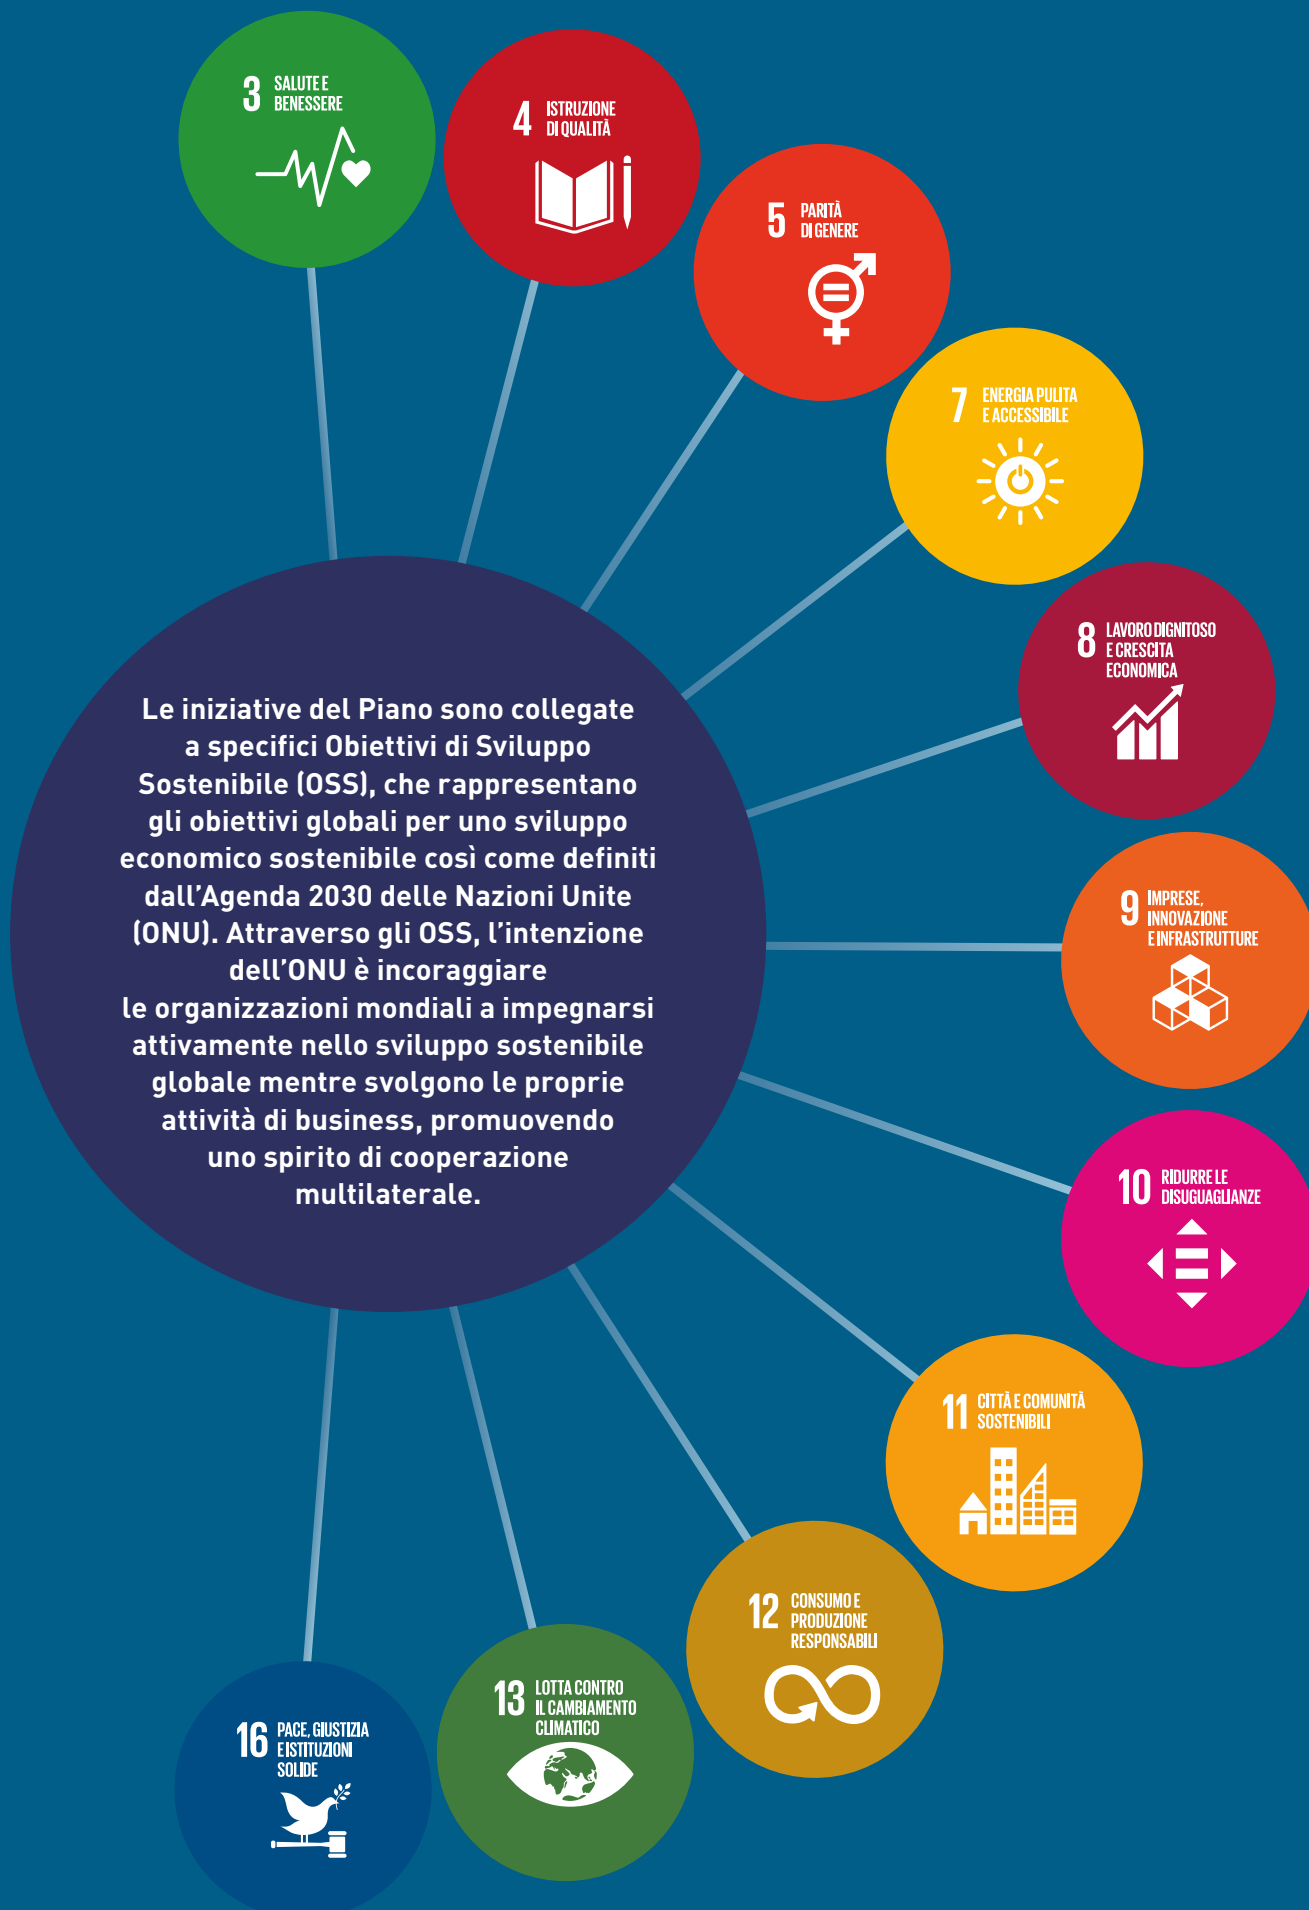 3 SALUTE E
BENESSERE
4 ISTRUZIONE
DI QUALITÀ
5 PARITÀ
DI GENERE
7 ENERGIA PULITA
E ACCESSIBILE
8 LAVORO DIGNITOSO
E CRESCITA
ECONOMICA
9 IMPRESE,
INNOVAZIONE
E INFRASTRUTTURE
10 RIDURRE LE
DISUGUAGLIANZE
11 CITTÀ E COMUNITÀ
SOSTENIBILI
12 CONSUMO E
PRODUZIONE
RESPONSABILI
13 LOTTA CONTRO
IL CAMBIAMENTO
CLIMATICO
16 PACE, GIUSTIZIA
E ISTITUZIONI
SOLIDE
Le iniziative del Piano sono collegate
a specifici Obiettivi di Sviluppo
Sostenibile (OSS), che rappresentano
gli obiettivi globali per uno sviluppo
economico sostenibile così come definiti
dall'Agenda 2030 delle Nazioni Unite
(ONU). Attraverso gli OSS, l'intenzione
dell'ONU è incoraggiare
le organizzazioni mondiali a impegnarsi
attivamente nello sviluppo sostenibile
globale mentre svolgono le proprie
attività di business, promuovendo
uno spirito di cooperazione
multilaterale.